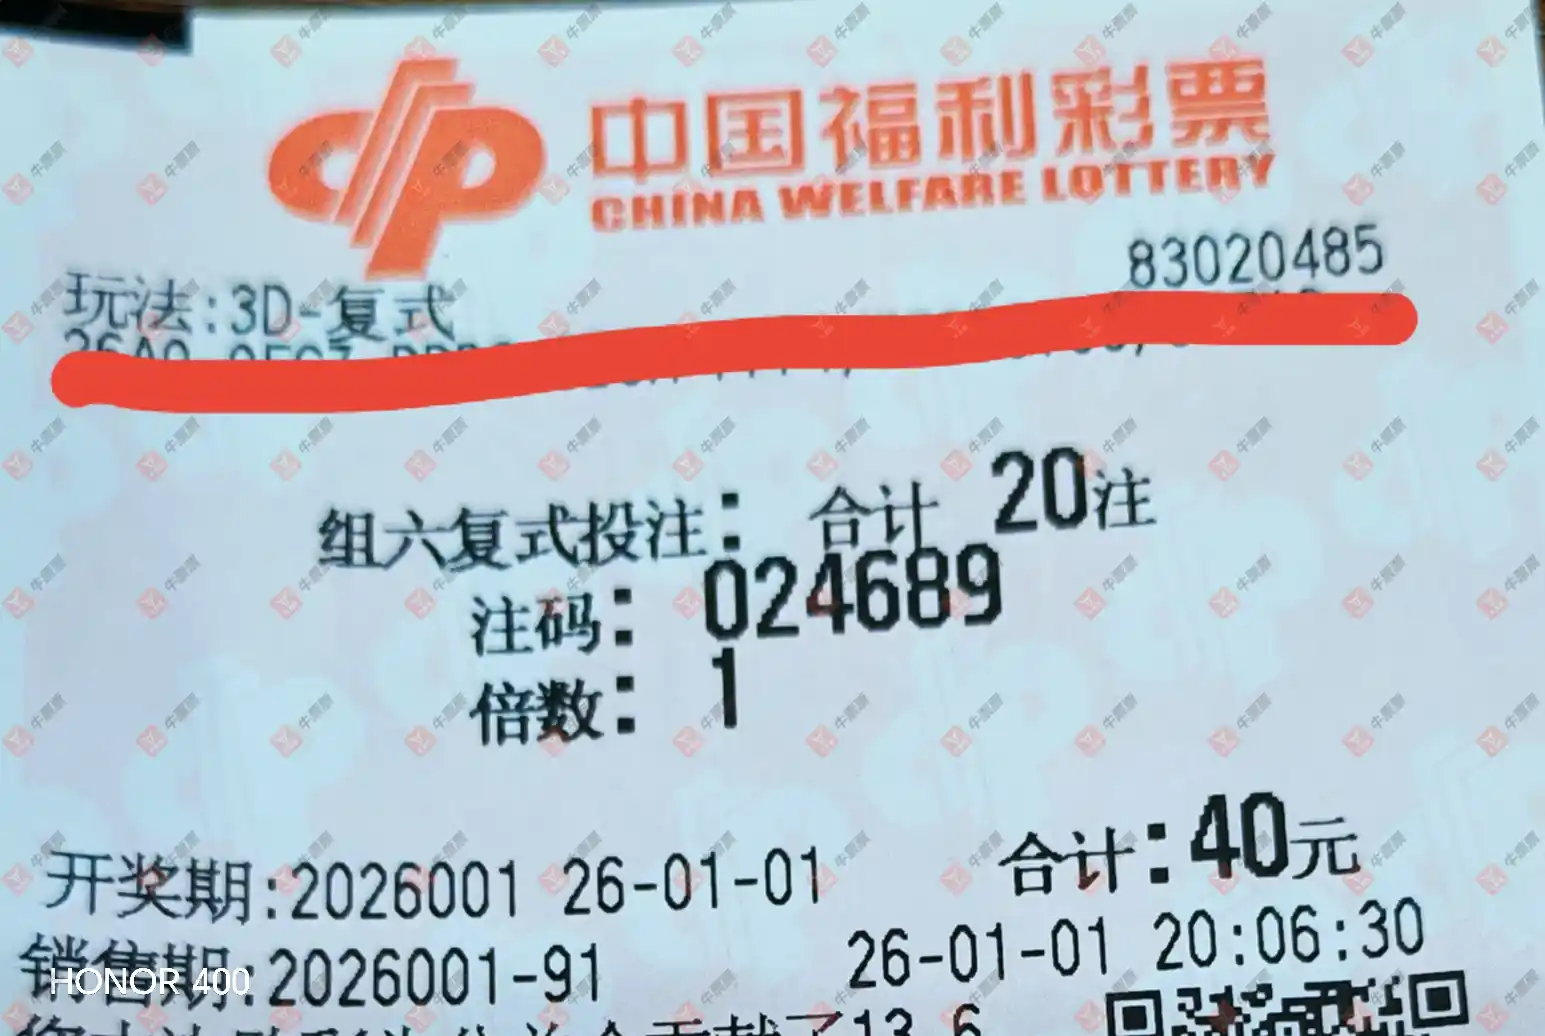 中国福利彩票
CHINA WELFARE LOTTERY
83020485
玩法:3D-复式
组六复式投注: 合计 20注
注码: 024689
倍数: 1
合计:40元
开奖期:2026001 26-01-01
销售期:2026001-91 26-01-01 20:06:30
HONOR 400
牛票票